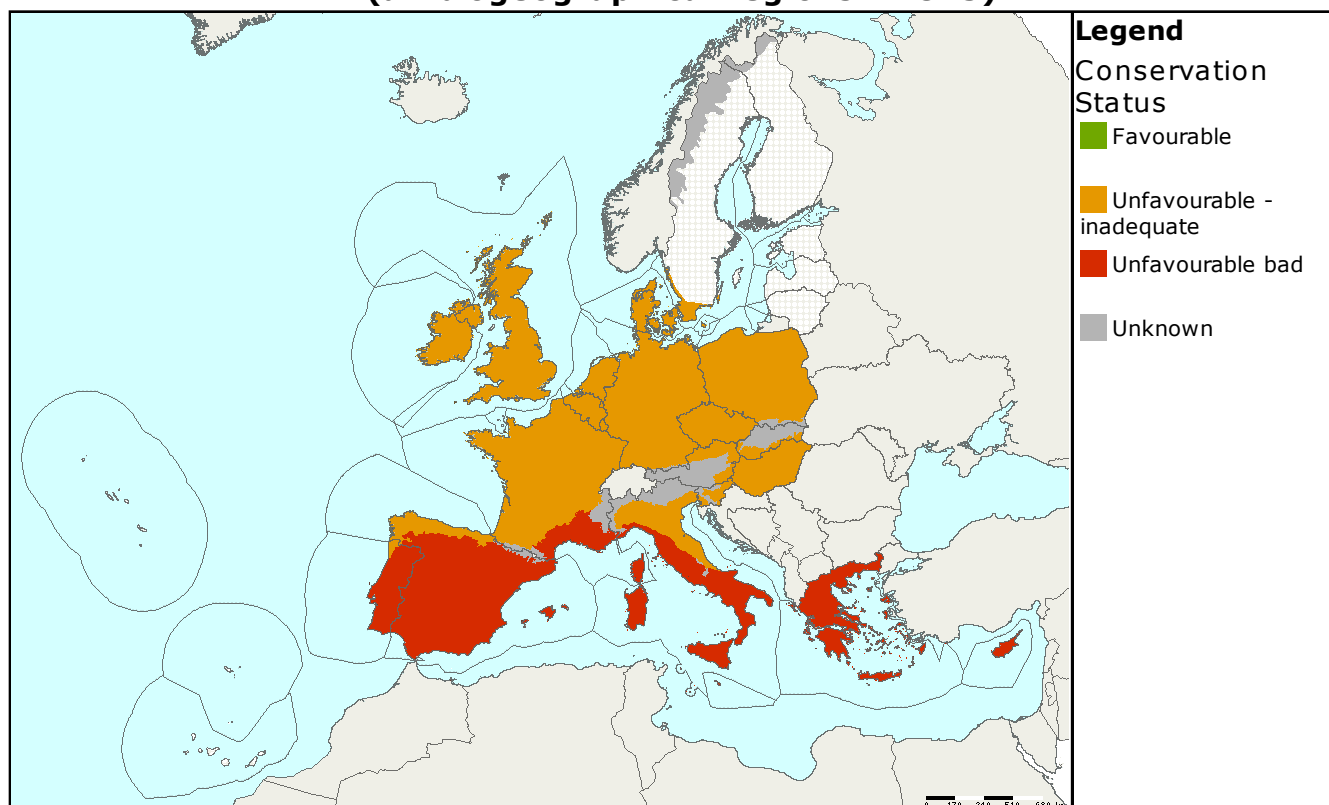 Legend
Conservation
Status
Favourable
Unfavourable -
inadequate
Unfavourable bad
Unknown